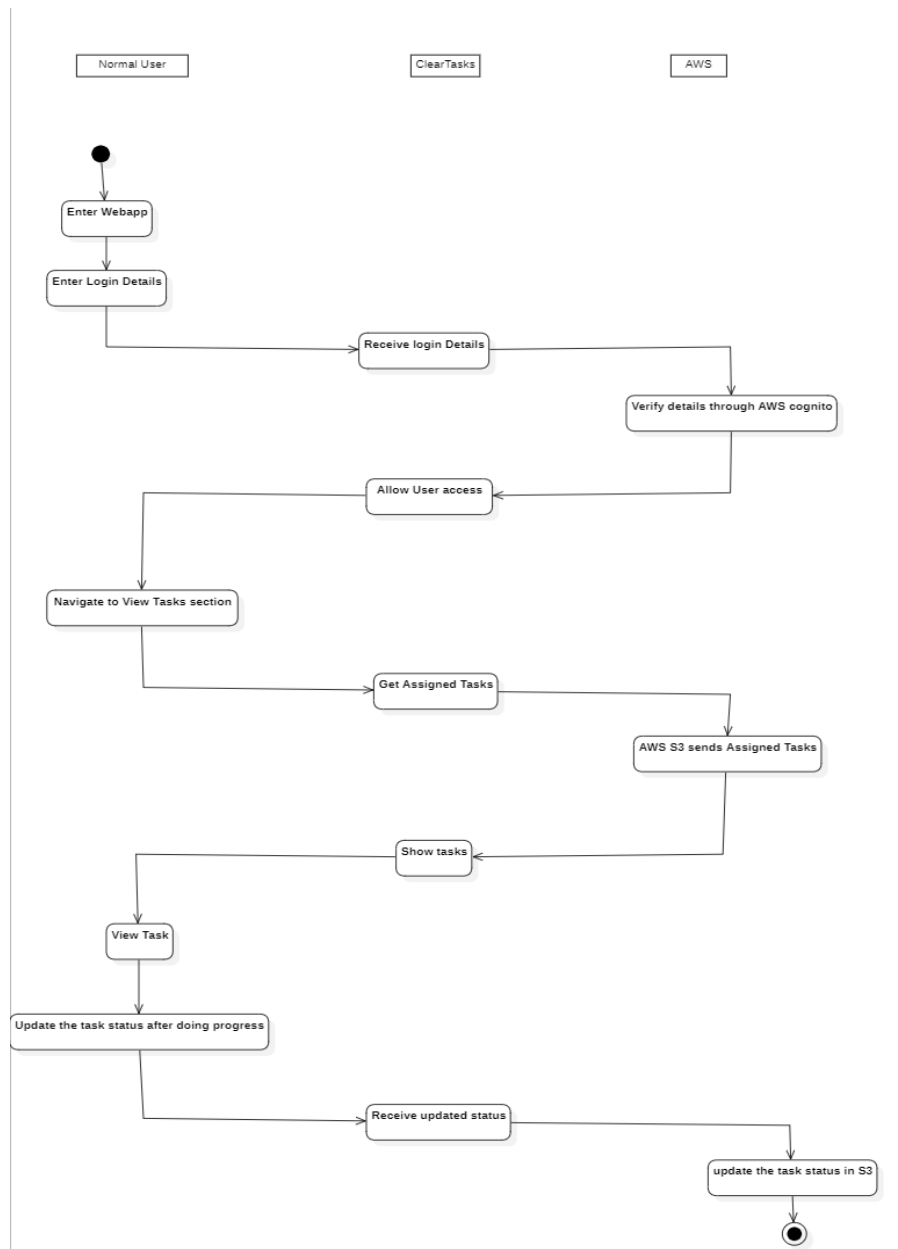 Normal User
ClearTasks
AWS
Enter Webapp
Enter Login Details
Receive login Details
Verify details through AWS cognito
Allow User access
Navigate to View Tasks section
Get Assigned Tasks
AWS S3 sends Assigned Tasks
Show tasks
View Task
Update the task status after doing progress
Receive updated status
update the task status in S3